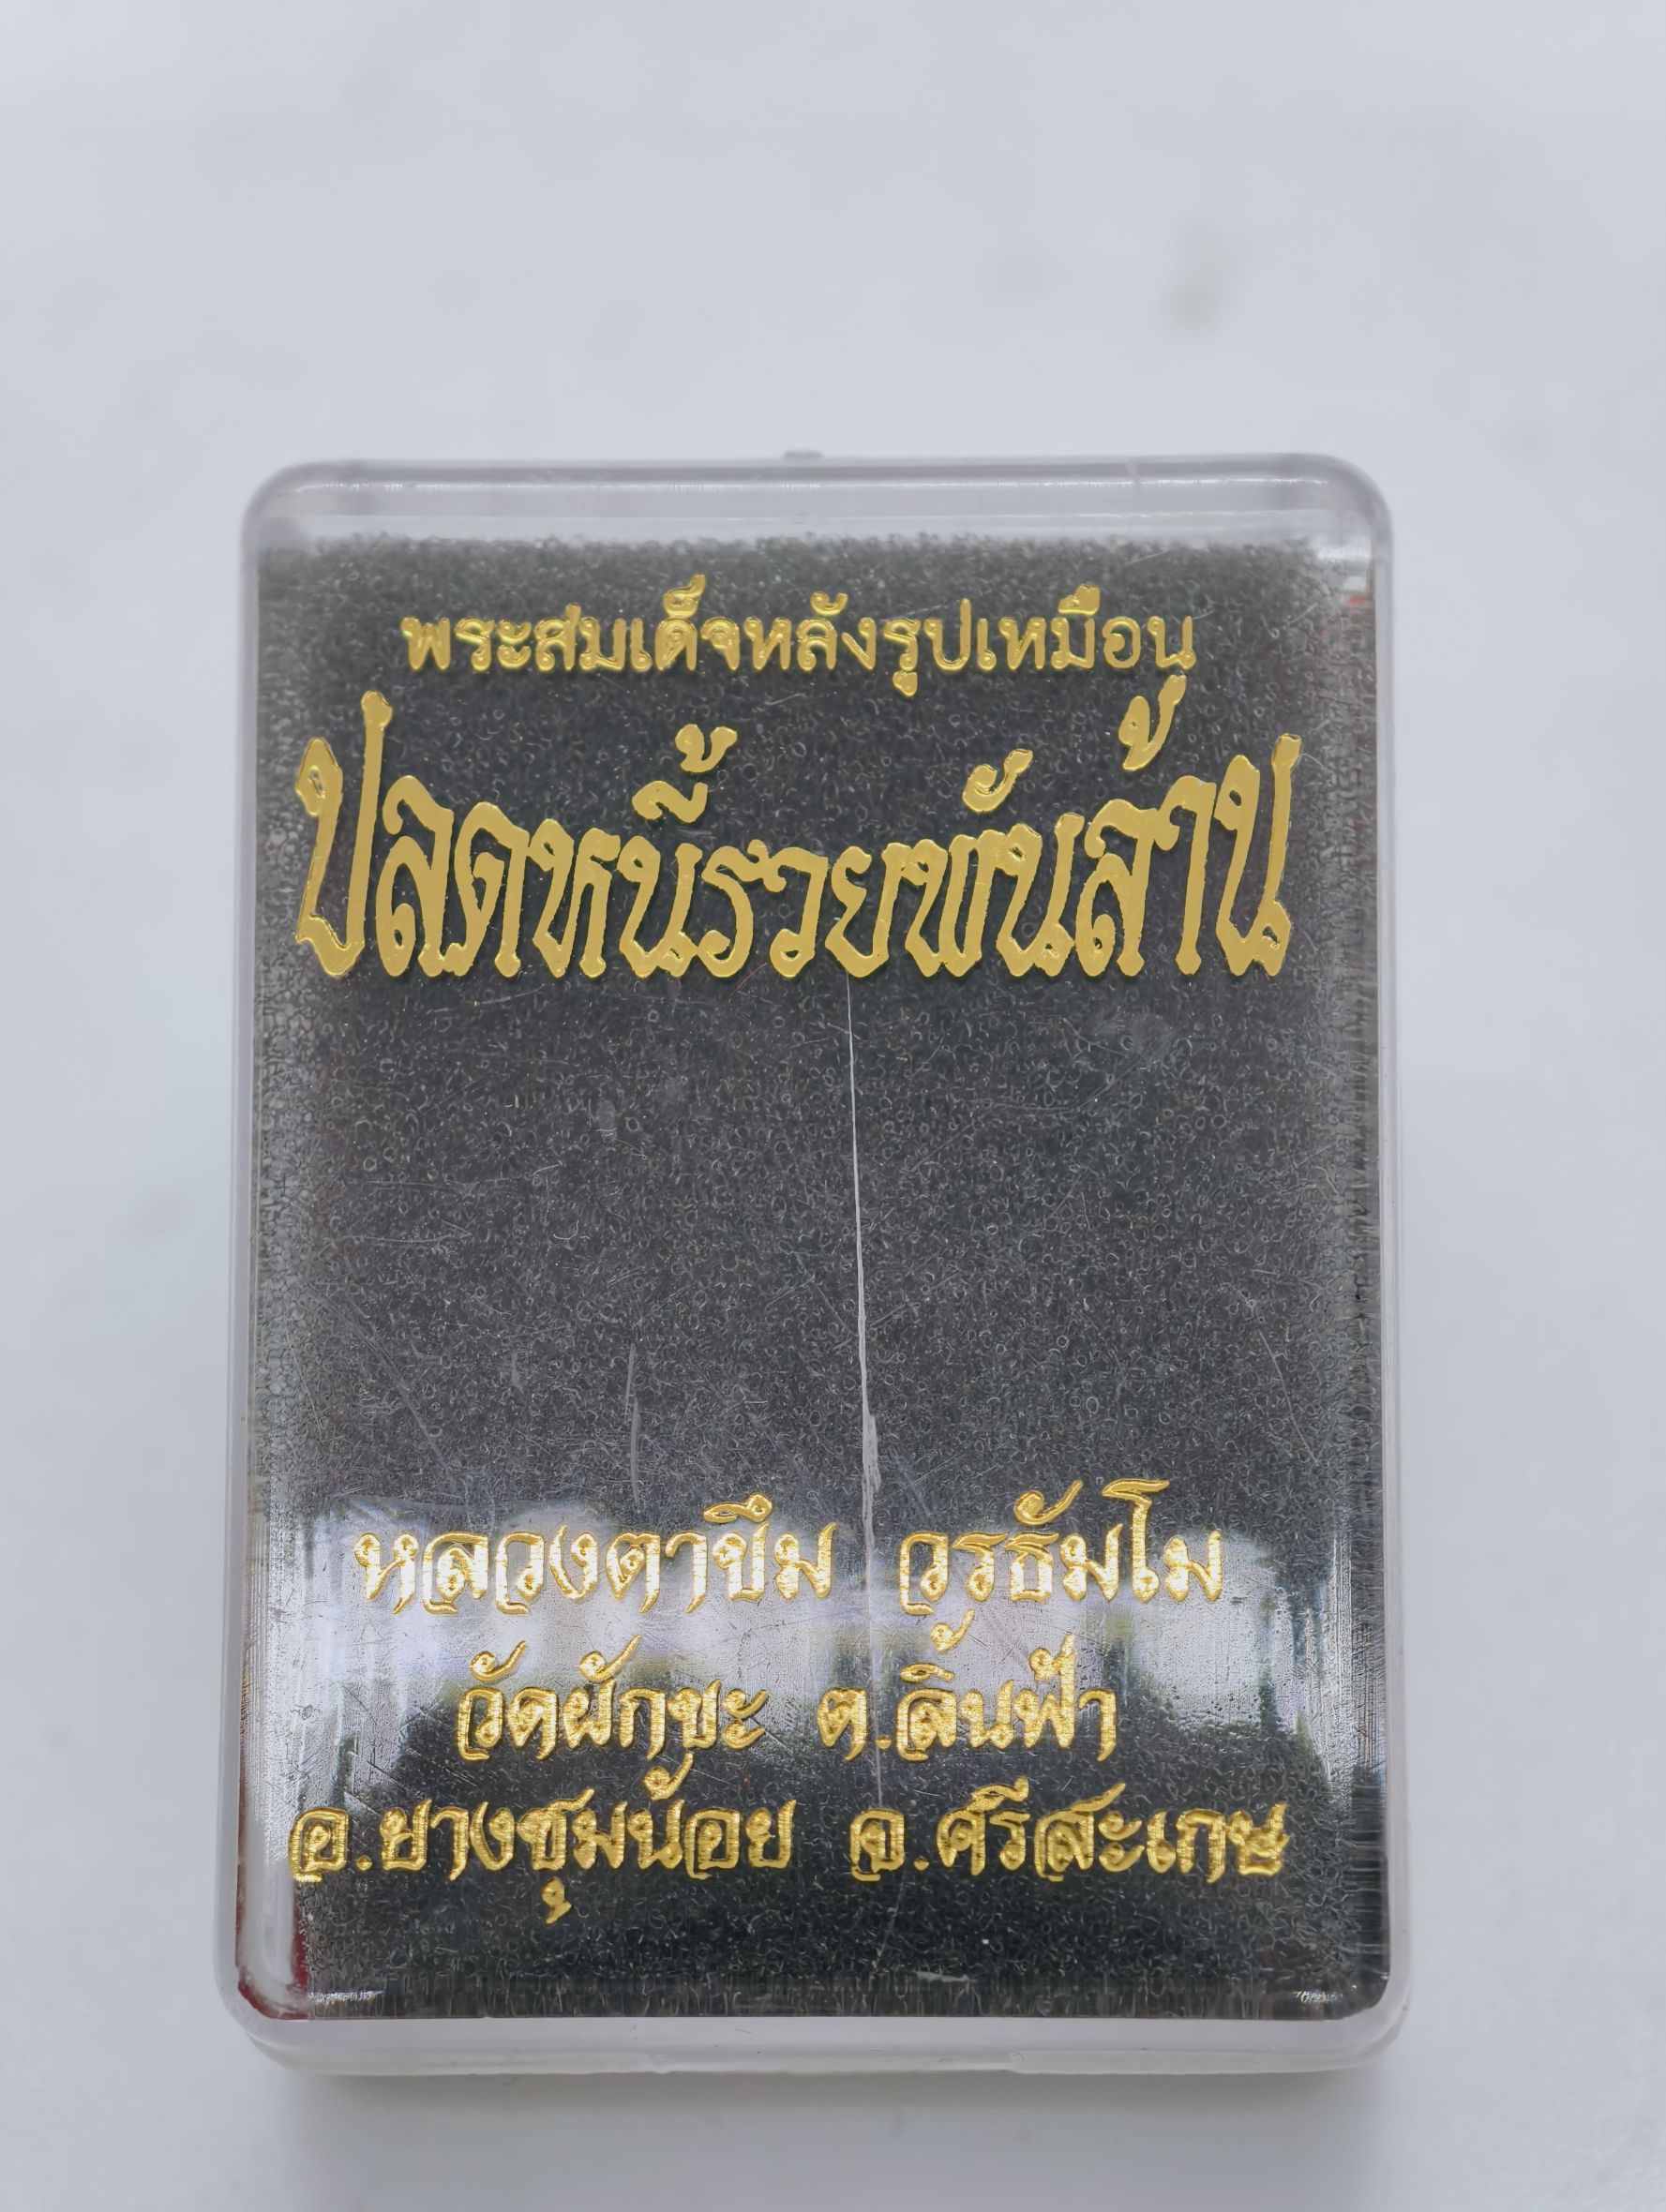 พระสมเด็จหลังรูปเหมือน
ปลดหนี้รวยพันล้าน
หลวงตาขึม วรธัมโม
วัดผักขะ ต.ลิ้นฟ้า
อ.ยางชุมน้อย จ.ศรีสะเกษ